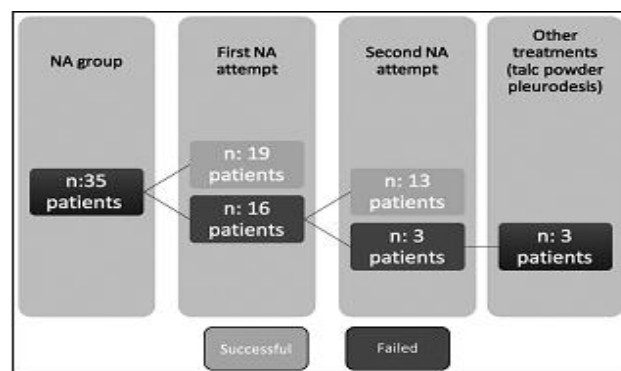 NA group
n:35
patients
First NA
attempt
n: 19
patients
n: 16
patients
Second NA
attempt
n: 13
patients
n: 3
patients
Other
treatments
(talc powder
pleurodesis)
n: 3
patients
Successful
Failed